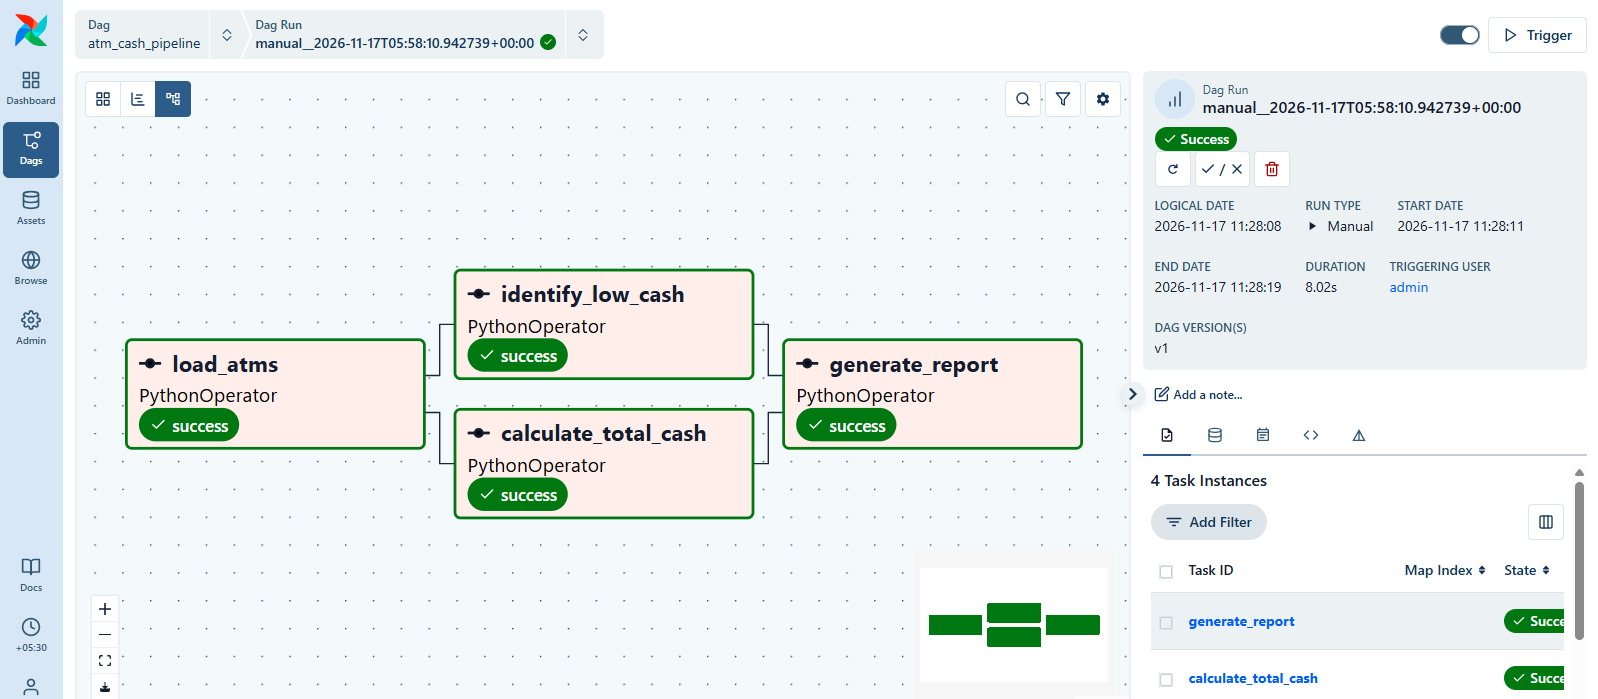 Dag
atm_cash_pipeline
Dag Run
manual__2026-11-17T05:58:10.942739+00:00
Trigger
Dashboard
Dags
Assets
Browse
Admin
Docs
+05:30
load_atms
PythonOperator
success
identify_low_cash
PythonOperator
success
calculate_total_cash
PythonOperator
success
generate_report
PythonOperator
success
Dag Run
manual__2026-11-17T05:58:10.942739+00:00
Success
/
LOGICAL DATE RUN TYPE START DATE
2026-11-17 11:28:08 Manual 2026-11-17 11:28:11
END DATE DURATION TRIGGERING USER
2026-11-17 11:28:19 8.02s admin
DAG VERSION(S)
v1
Add a note...
4 Task Instances
Add Filter
Task ID Map Index State
generate_report Succe
calculate_total_cash Succe